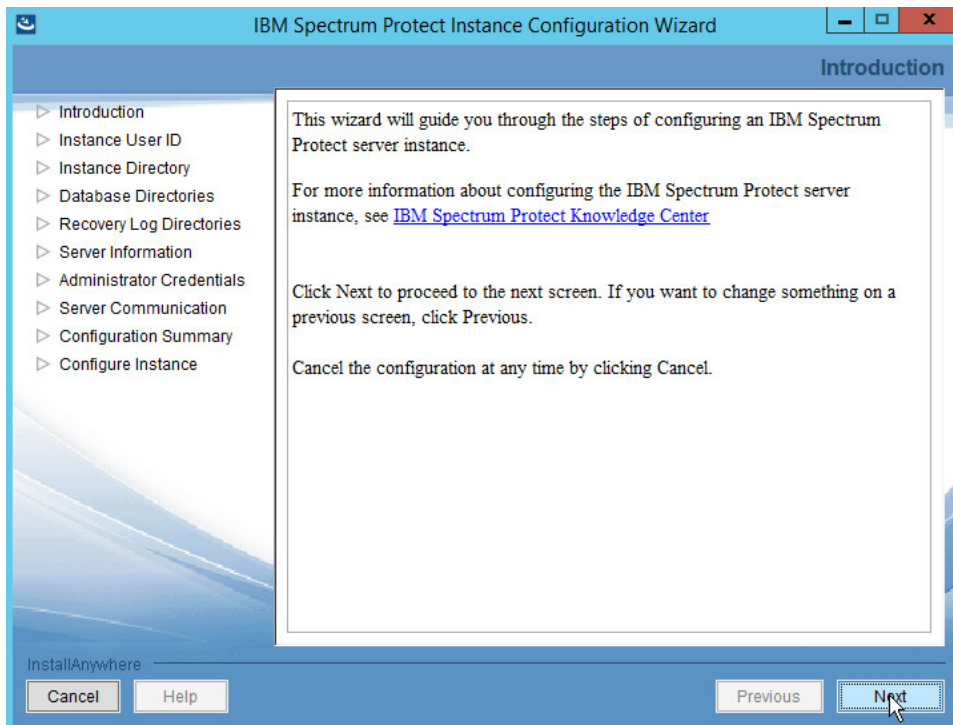 IBM Spectrum Protect Instance Configuration Wizard
Introduction
Introduction
Instance User ID
Instance Directory
Database Directories
Recovery Log Directories
Server Information
Administrator Credentials
Server Communication
Configuration Summary
Configure Instance
This wizard will guide you through the steps of configuring an IBM Spectrum
Protect server instance.
For more information about configuring the IBM Spectrum Protect server
instance, see IBM Spectrum Protect Knowledge Center
Click Next to proceed to the next screen. If you want to change something on a
previous screen, click Previous.
Cancel the configuration at any time by clicking Cancel.
InstallAnywhere
Cancel
Help
Previous
Next